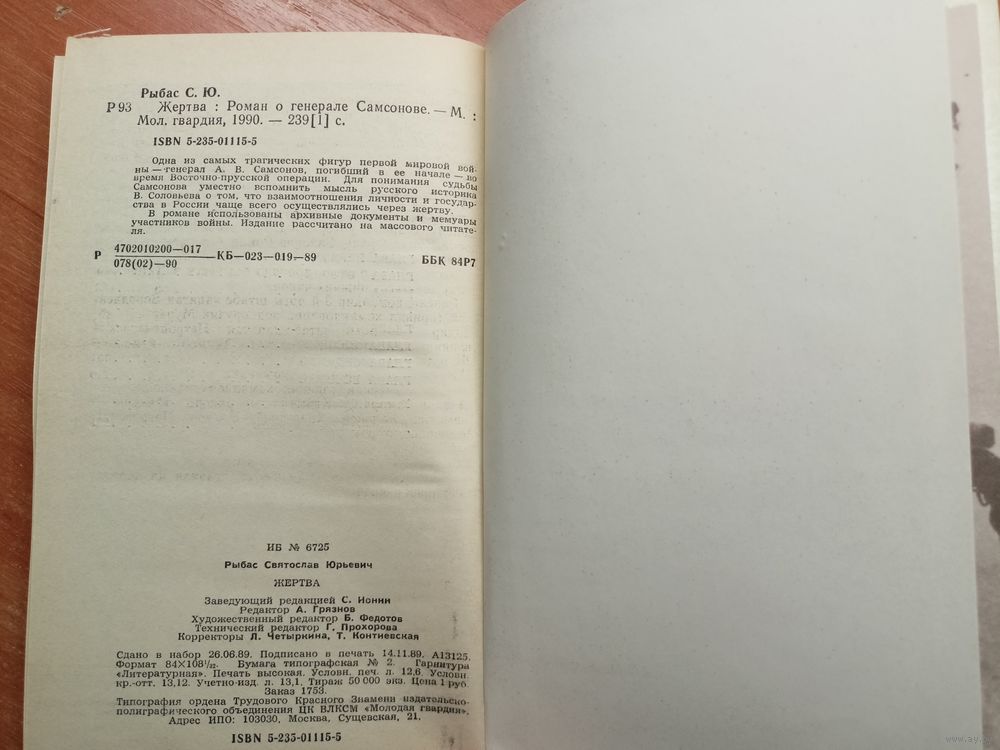 Рыбас С. Ю.
Р 93 Жертва : Роман о генерале Самсонове. — М. :
Мол. гвардия, 1990. — 239[1] с.
ISBN 5-235-01115-5
Одна из самых трагических фигур первой мировой вой-
ны — генерал А. В. Самсонов, погибший в ее начале — во
время Восточно-прусской операции. Для понимания судьбы
Самсонова уместно вспомнить мысль русского историка
В. Соловьева о том, что взаимоотношения личности и государ-
ства в России чаще всего осуществлялись через жертву.
В романе использованы архивные документы и мемуары
участников войны. Издание рассчитано на массового читате-
ля.
Р 4702010200—017
078(02)—90 КБ—023—019—89 ББК 84Р7
ИБ № 6725
Рыбас Святослав Юрьевич
ЖЕРТВА
Заведующий редакцией С. Ионин
Редактор А. Грязнов
Художественный редактор Б. Федотов
Технический редактор Г. Прохорова
Корректоры Л. Четыркина, Т. Контиевская
Сдано в набор 26.06.89. Подписано в печать 14.11.89. А13125.
Формат 84×108¹/₃₂. Бумага типографская № 2. Гарнитура
«Литературная». Печать высокая. Условн. печ. л. 12,6. Условн.
кр.-отт. 13,12. Учетно-изд. л. 13,1. Тираж 50 000 экз. Цена 1 руб.
Заказ 1753.
Типография ордена Трудового Красного Знамени издательско-
полиграфического объединения ЦК ВЛКСМ «Молодая гвардия».
Адрес ИПО: 103030, Москва, Сущевская, 21.
ISBN 5-235-01115-5